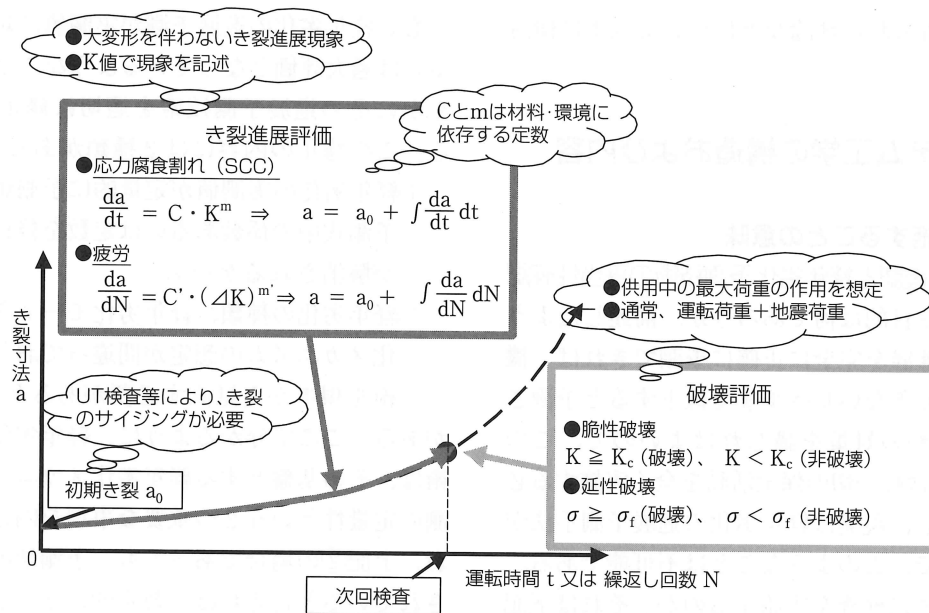 ●大変形を伴わないき裂進展現象
●K値で現象を記述
き裂進展評価
Cとmは材料・環境に
依存する定数
●応力腐食割れ（SCC）
da/dt = C・K^m ⇒ a = a₀ + ∫ da/dt dt
●疲労
da/dN = C'・(⊿K)^m' ⇒ a = a₀ + ∫ da/dN dN
●供用中の最大荷重の作用を想定
●通常、運転荷重＋地震荷重
き裂寸法 a
UT検査等により、き裂
のサイジングが必要
初期き裂 a₀
破壊評価
●脆性破壊
K ≧ K_c (破壊)、 K < K_c (非破壊)
●延性破壊
σ ≧ σ_f (破壊)、 σ < σ_f (非破壊)
0
次回検査
運転時間 t 又は 繰返し回数 N